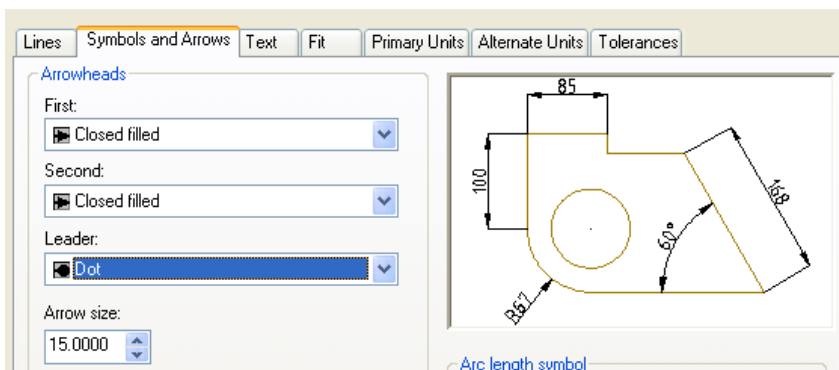 Lines Symbols and Arrows Text Fit Primary Units Alternate Units Tolerances
Arrowheads
First:
Closed filled
Second:
Closed filled
Leader:
Dot
Arrow size:
15.0000
85
100
168
60°
R67
Arc length symbol